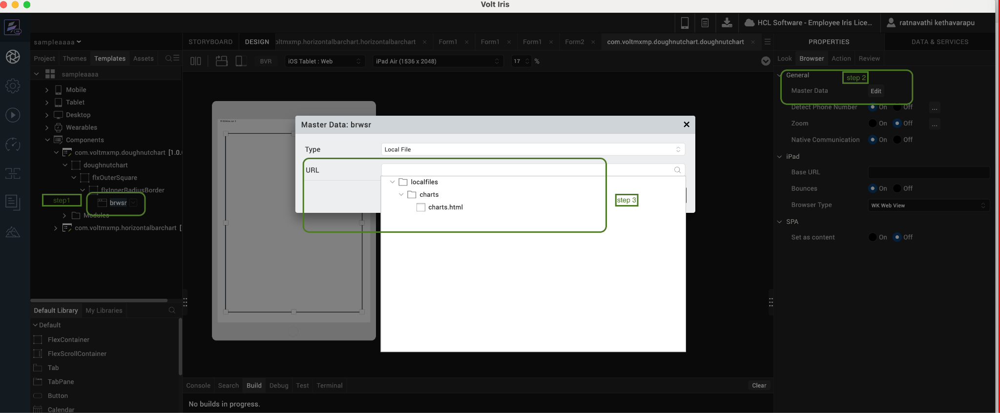 Volt Iris
HCL Software - Employee Iris Lice...
ratnavathi kethavarapu
sampleaaaa
STORYBOARD
DESIGN
oltmxmp.horizontalbarchart.horizontalbarchart ×
Form1 ×
Form1 ×
Form1 ×
Form2 ×
com.voltmxmp.doughnutchart.doughnutchart ×
PROPERTIES
DATA & SERVICES
Project
Themes
Templates
Assets
BVR
iOS Tablet : Web
iPad Air (1536 x 2048)
17 %
Look
Browser
Action
Review
sampleaaaa
Mobile
Tablet
Desktop
Wearables
Components
com.voltmxmp.doughnutchart [1.0.
doughnutchart
flxOuterSquare
flxInnerRadiusBorder
step1
brwsr
Modules
com.voltmxmp.horizontalbarchart [
Default Library
My Libraries
Default
FlexContainer
FlexScrollContainer
Tab
TabPane
Button
Calendar
Master Data: brwsr
Type
Local File
URL
localfiles
charts
charts.html
step 3
General
step 2
Master Data
Edit
Detect Phone Number
On
Off
...
Zoom
On
Off
...
Native Communication
On
Off
iPad
Base URL
Bounces
On
Off
Browser Type
WK Web View
SPA
Set as content
On
Off
Console
Search
Build
Debug
Test
Terminal
Clear
No builds in progress.